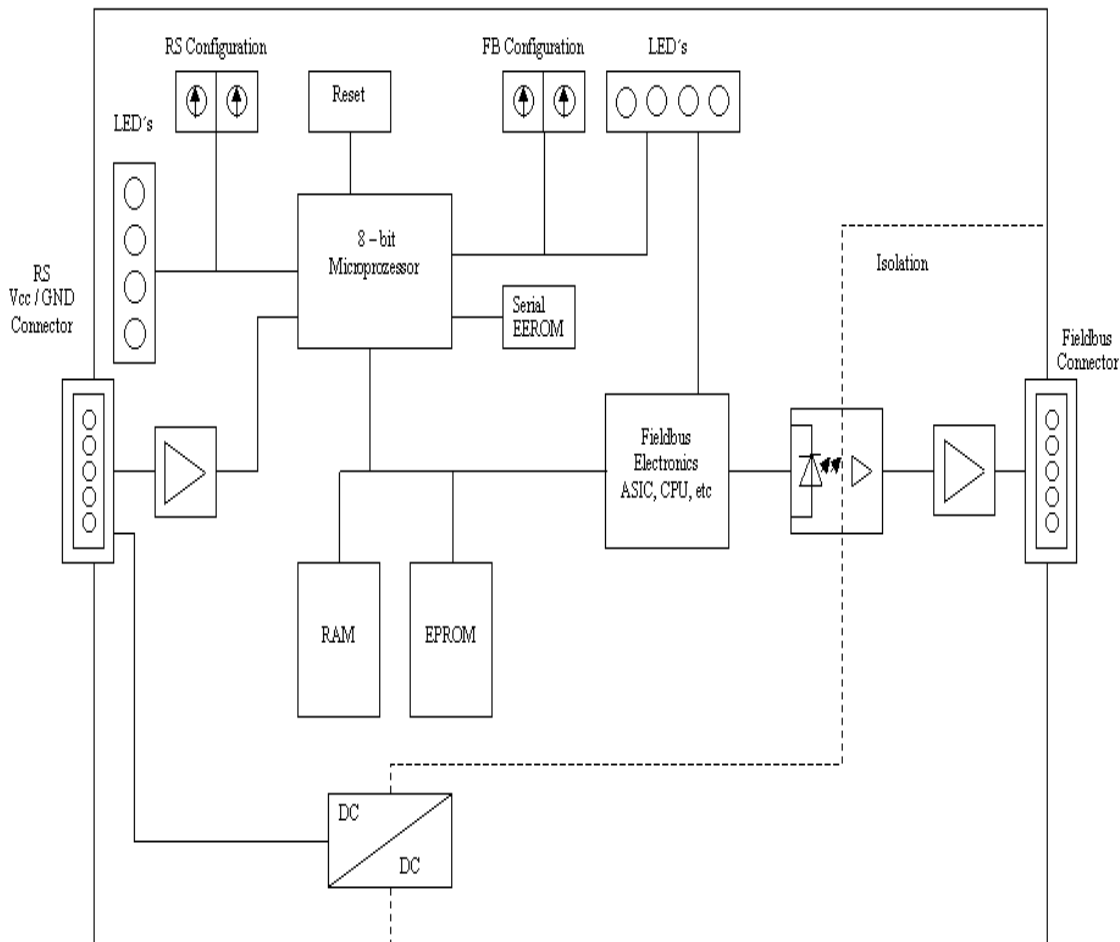 RS Configuration
FB Configuration
LED´s
Reset
LED´s
8 – bit
Microprozessor
Isolation
RS
Vcc / GND
Connector
Serial
EEROM
Fieldbus
Connector
Fieldbus
Electronics
ASIC, CPU, etc
RAM
EPROM
DC
DC